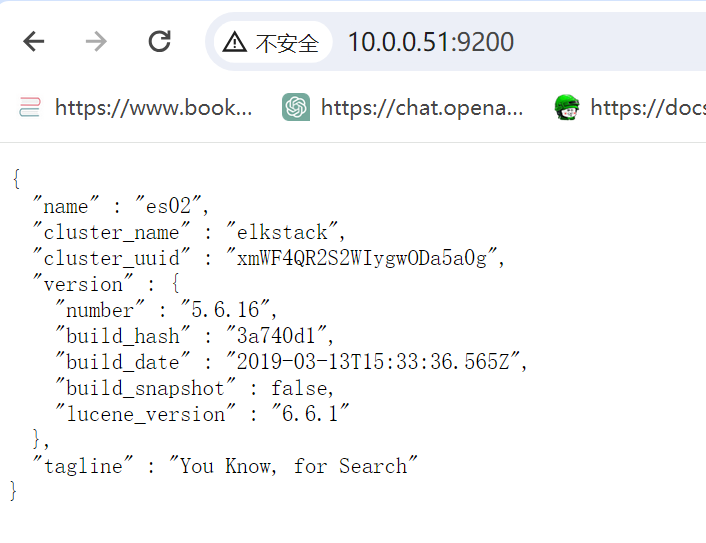 不安全 10.0.0.51:9200
https://www.book... https://chat.opena... https://docs
{
"name" : "es02",
"cluster_name" : "elkstack",
"cluster_uuid" : "xmWF4QR2S2WIygwODa5a0g",
"version" : {
"number" : "5.6.16",
"build_hash" : "3a740d1",
"build_date" : "2019-03-13T15:33:36.565Z",
"build_snapshot" : false,
"lucene_version" : "6.6.1"
},
"tagline" : "You Know, for Search"
}